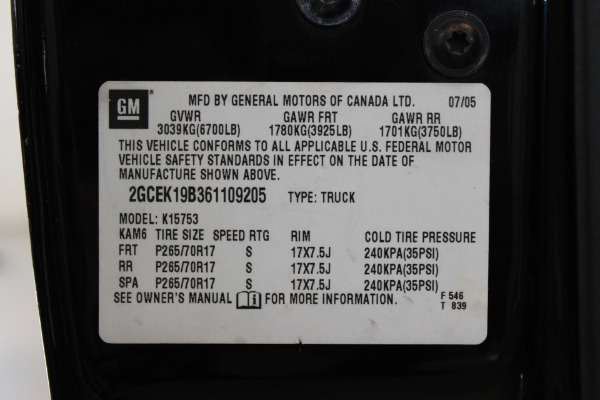 GM
MFD BY GENERAL MOTORS OF CANADA LTD. 07/05
GVWR GAWR FRT GAWR RR
3039KG(6700LB) 1780KG(3925LB) 1701KG(3750LB)
THIS VEHICLE CONFORMS TO ALL APPLICABLE U.S. FEDERAL MOTOR
VEHICLE SAFETY STANDARDS IN EFFECT ON THE DATE OF
MANUFACTURE SHOWN ABOVE.
2GCEK19B361109205 TYPE: TRUCK
MODEL: K15753
KAM6 TIRE SIZE SPEED RTG RIM COLD TIRE PRESSURE
FRT P265/70R17 S 17X7.5J 240KPA(35PSI)
RR P265/70R17 S 17X7.5J 240KPA(35PSI)
SPA P265/70R17 S 17X7.5J 240KPA(35PSI)
SEE OWNER'S MANUAL FOR MORE INFORMATION. F 546
T 839